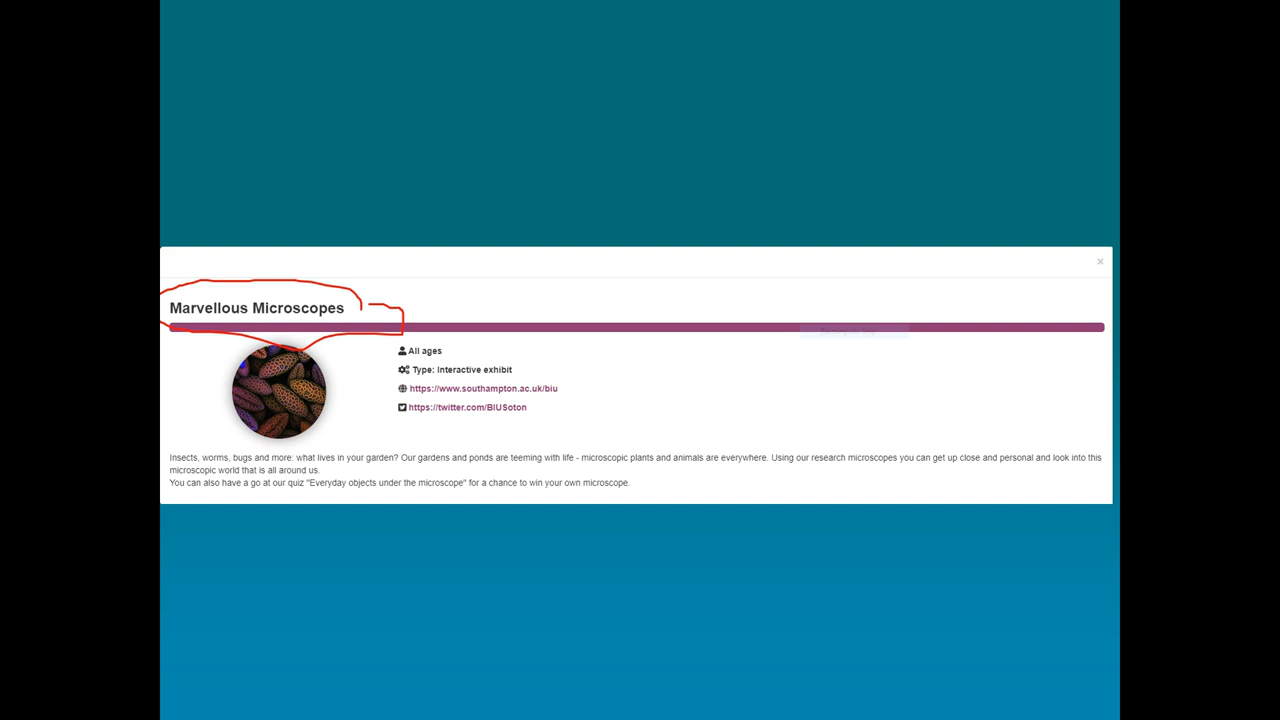 ×
Marvellous Microscopes
All ages
Type: Interactive exhibit
https://www.southampton.ac.uk/biu
https://twitter.com/BIUSoton
Insects, worms, bugs and more: what lives in your garden? Our gardens and ponds are teeming with life - microscopic plants and animals are everywhere. Using our research microscopes you can get up close and personal and look into this
microscopic world that is all around us.
You can also have a go at our quiz "Everyday objects under the microscope" for a chance to win your own microscope.